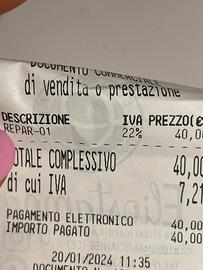 DOCUMENTO COMMERCIALE
di vendita o prestazione
DESCRIZIONE IVA PREZZO(€
REPAR-01 22% 40,00
TOTALE COMPLESSIVO 40,00
di cui IVA 7,21
PAGAMENTO ELETTRONICO 40,00
IMPORTO PAGATO 40,00
20/01/2024 11:35